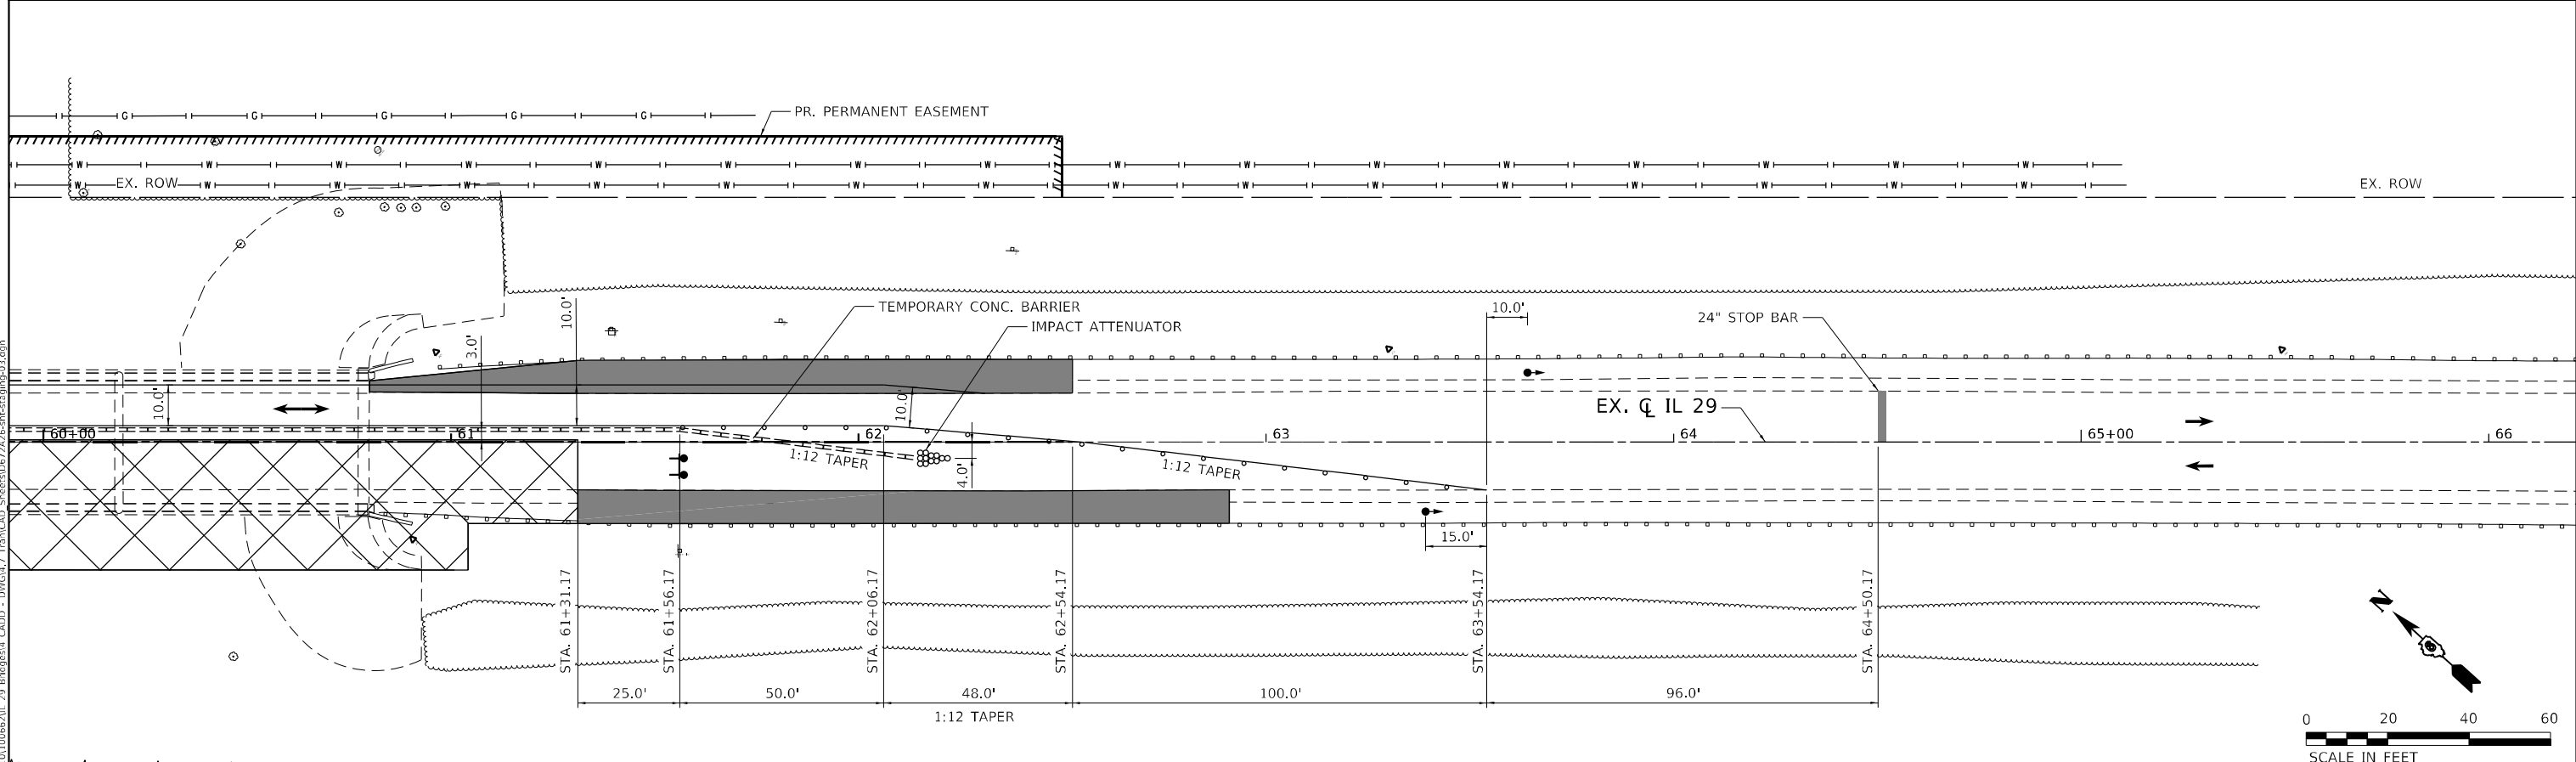 G G G G G
PR. PERMANENT EASEMENT
W W W W W W W W W W W W W W W W
W W W W W W W W W W W W W W W W
EX. ROW
EX. ROW
10.0'
TEMPORARY CONC. BARRIER
IMPACT ATTENUATOR
10.0'
24" STOP BAR
3.0'
10.0'
10.0'
EX. ℄ IL 29
60+00
61
62
63
64
65+00
66
1:12 TAPER
4.0'
1:12 TAPER
15.0'
STA. 61+31.17
STA. 61+56.17
STA. 62+06.17
STA. 62+54.17
STA. 63+54.17
STA. 64+50.17
25.0'
50.0'
48.0'
100.0'
96.0'
1:12 TAPER
N
0 20 40 60
SCALE IN FEET